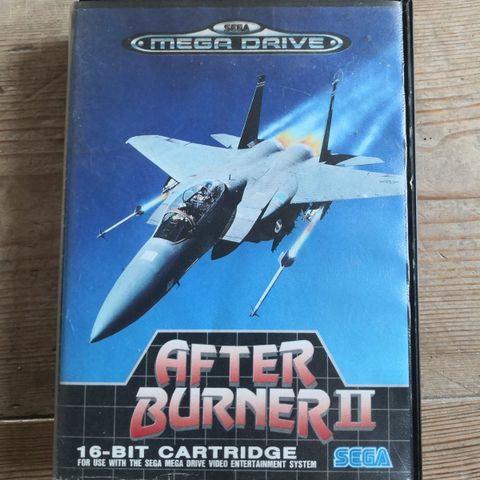 SEGA
MEGA DRIVE
AFTER
BURNER II
16-BIT CARTRIDGE
FOR USE WITH THE SEGA MEGA DRIVE VIDEO ENTERTAINMENT SYSTEM
SEGA